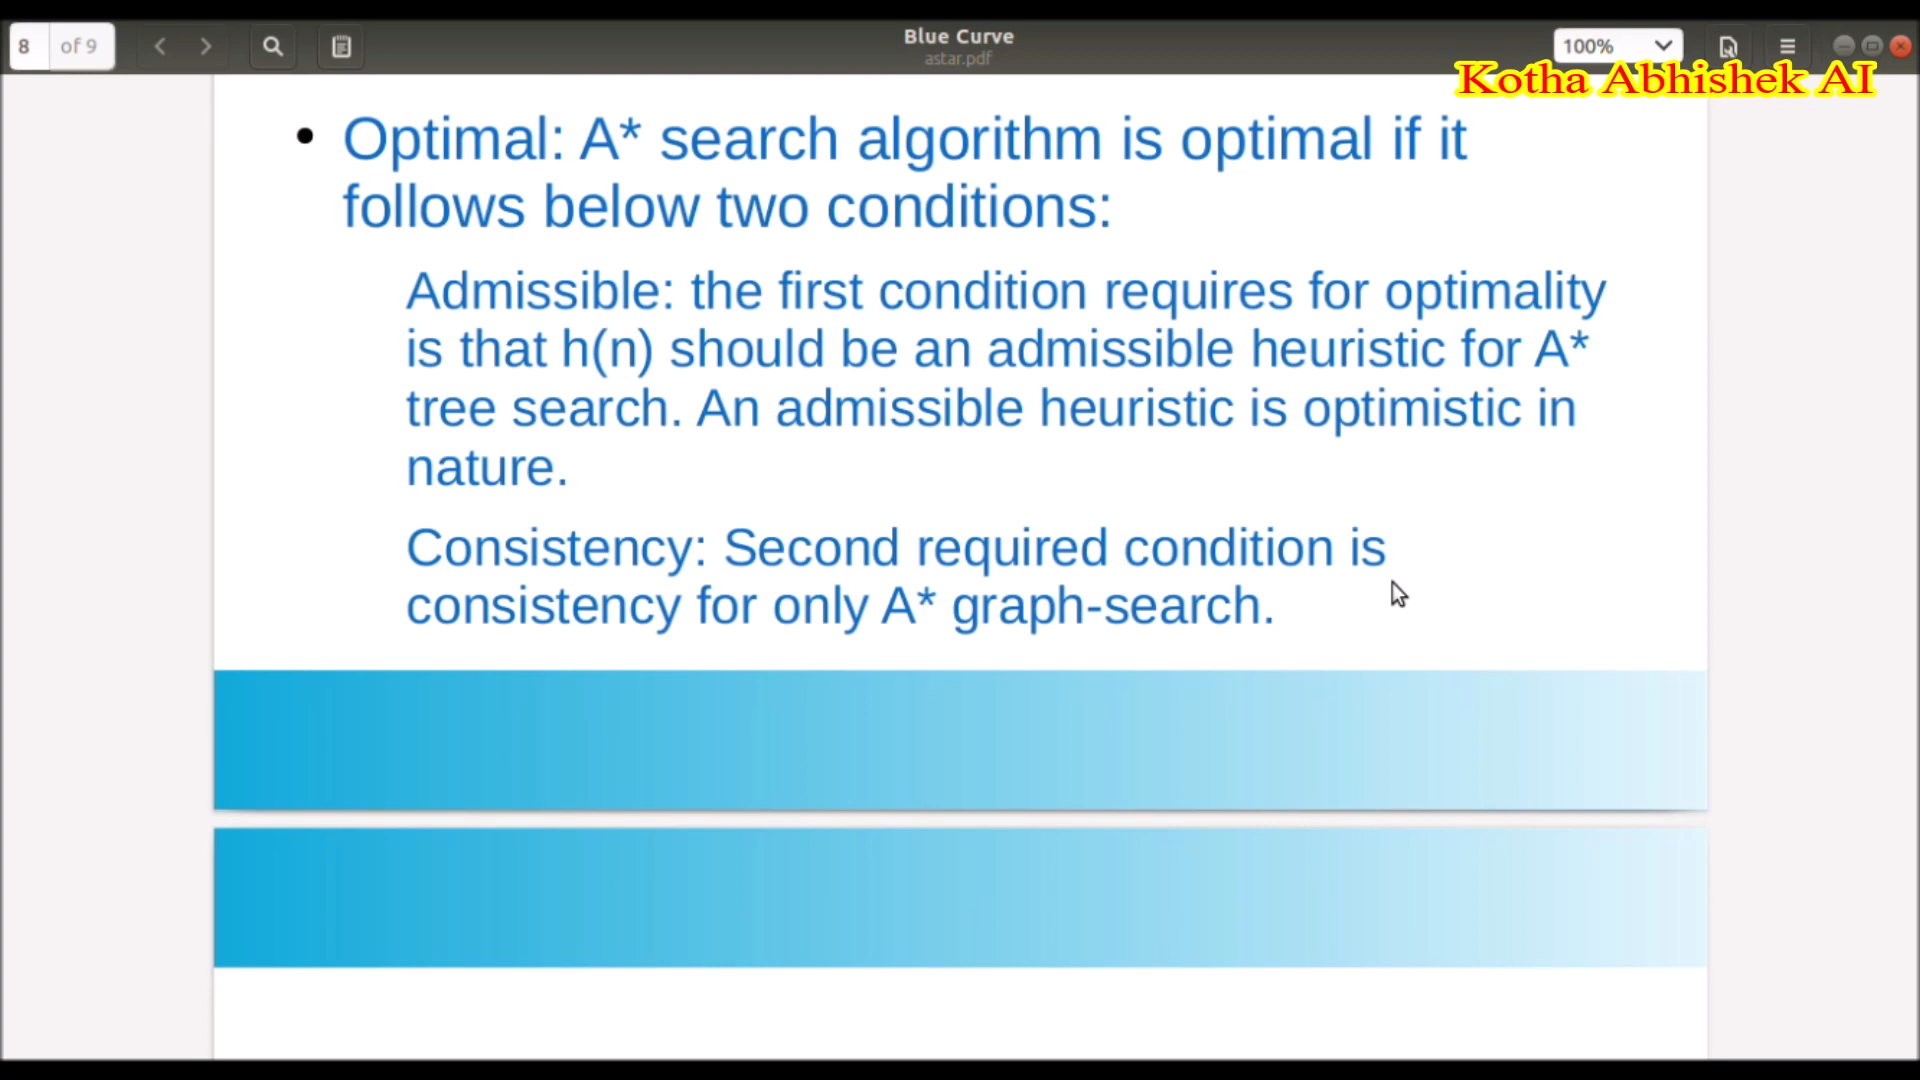 8 of 9
Blue Curve
astar.pdf
100%
Kotha Abhishek AI
• Optimal: A* search algorithm is optimal if it
follows below two conditions:
Admissible: the first condition requires for optimality
is that h(n) should be an admissible heuristic for A*
tree search. An admissible heuristic is optimistic in
nature.
Consistency: Second required condition is
consistency for only A* graph-search.